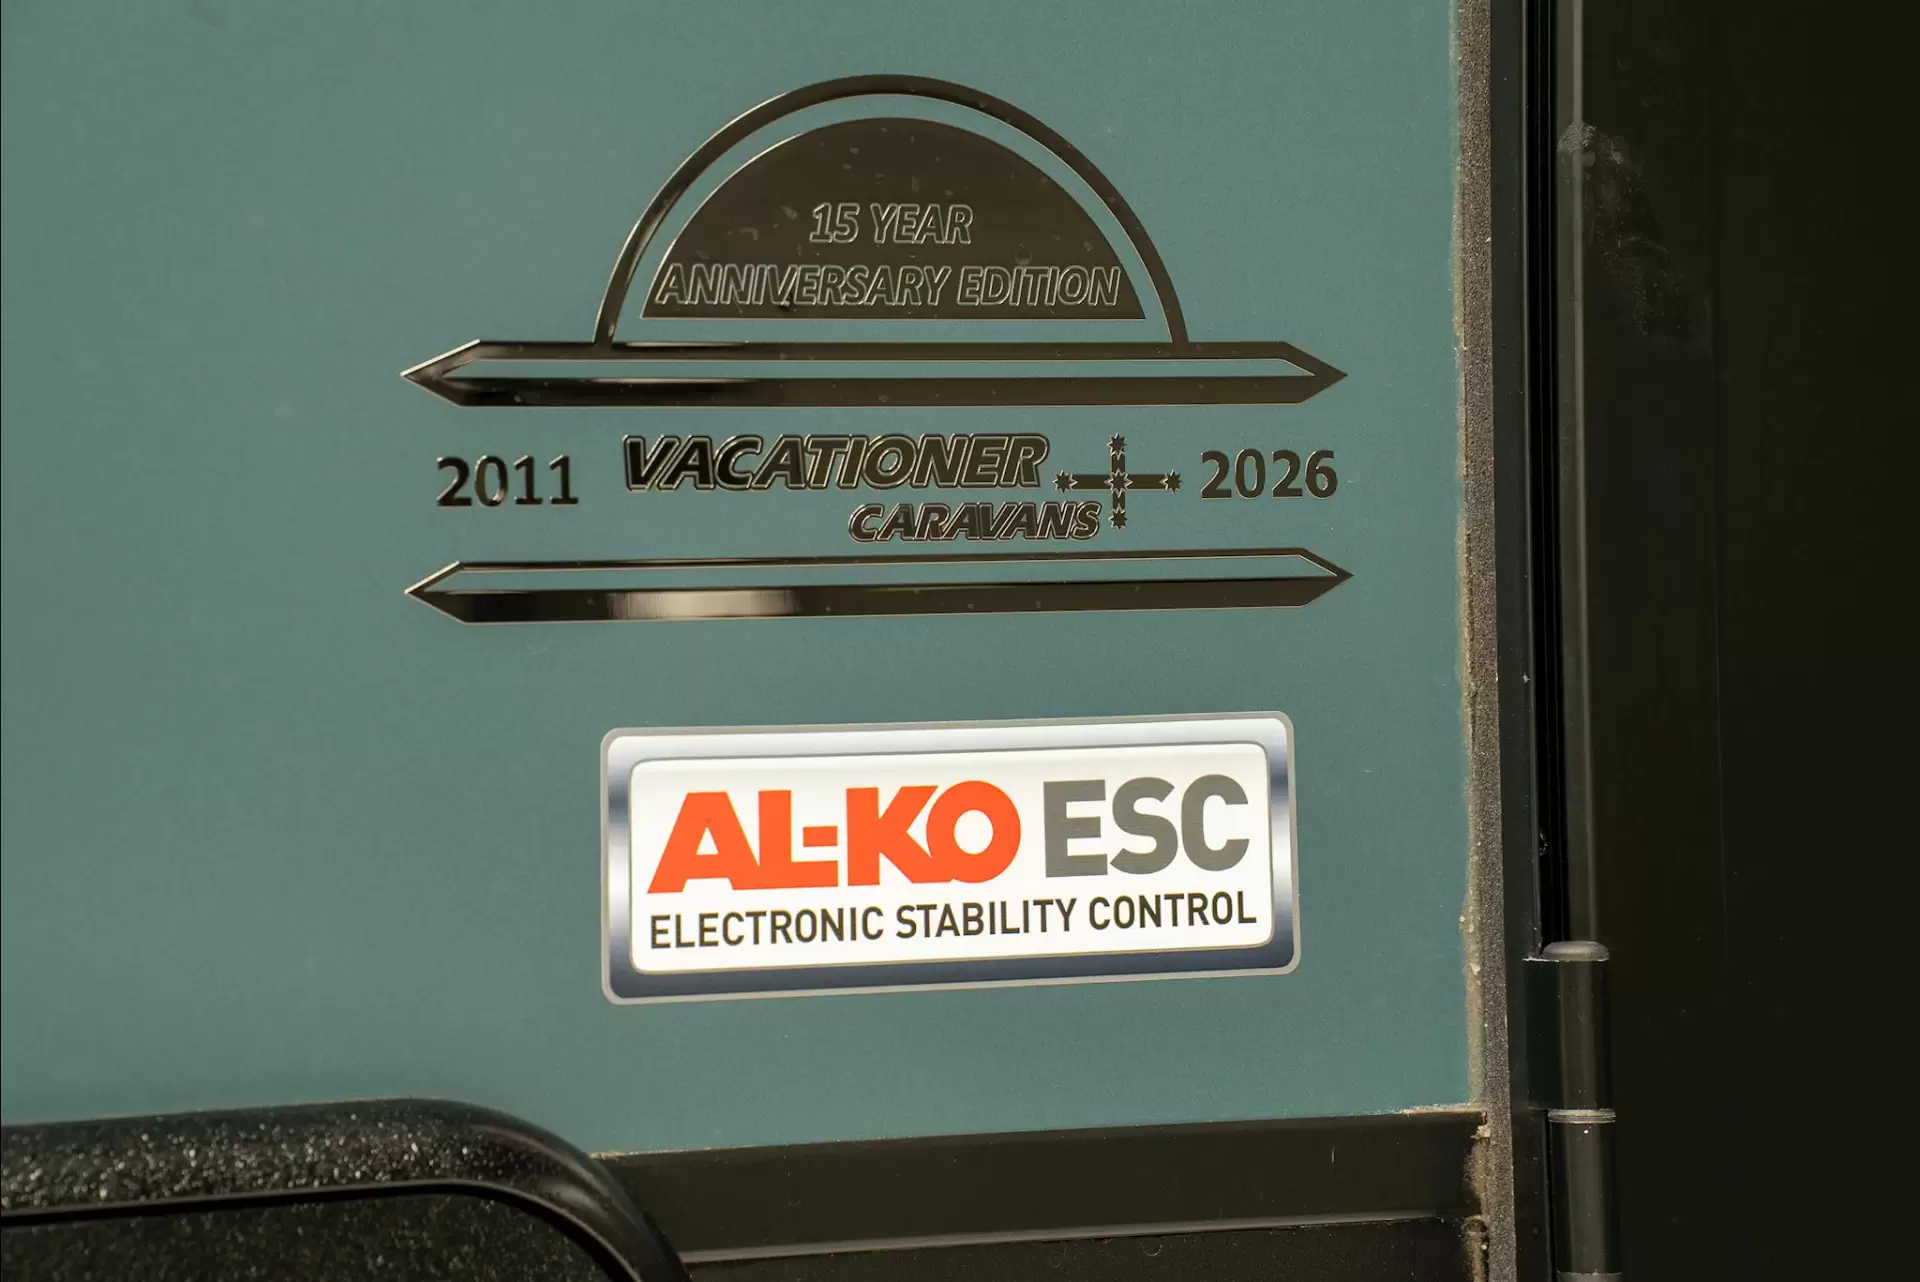 15 YEAR
ANNIVERSARY EDITION
2011 VACATIONER CARAVANS 2026
AL-KO ESC
ELECTRONIC STABILITY CONTROL